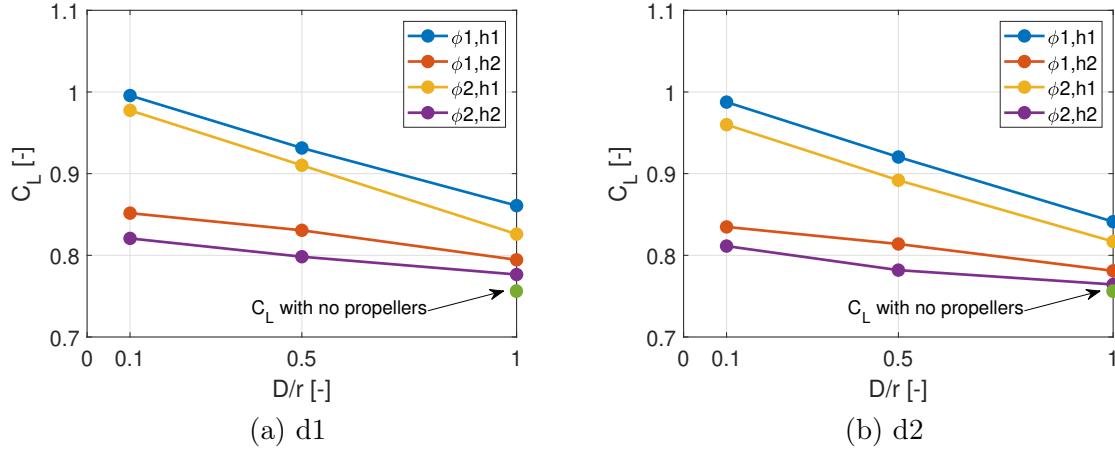 1.1
1
0.9
0.8
0.7
C_L [-]
0 0.1 0.5 1
D/r [-]
ϕ1,h1
ϕ1,h2
ϕ2,h1
ϕ2,h2
C_L with no propellers
(a) d1
1.1
1
0.9
0.8
0.7
C_L [-]
0 0.1 0.5 1
D/r [-]
ϕ1,h1
ϕ1,h2
ϕ2,h1
ϕ2,h2
C_L with no propellers
(b) d2